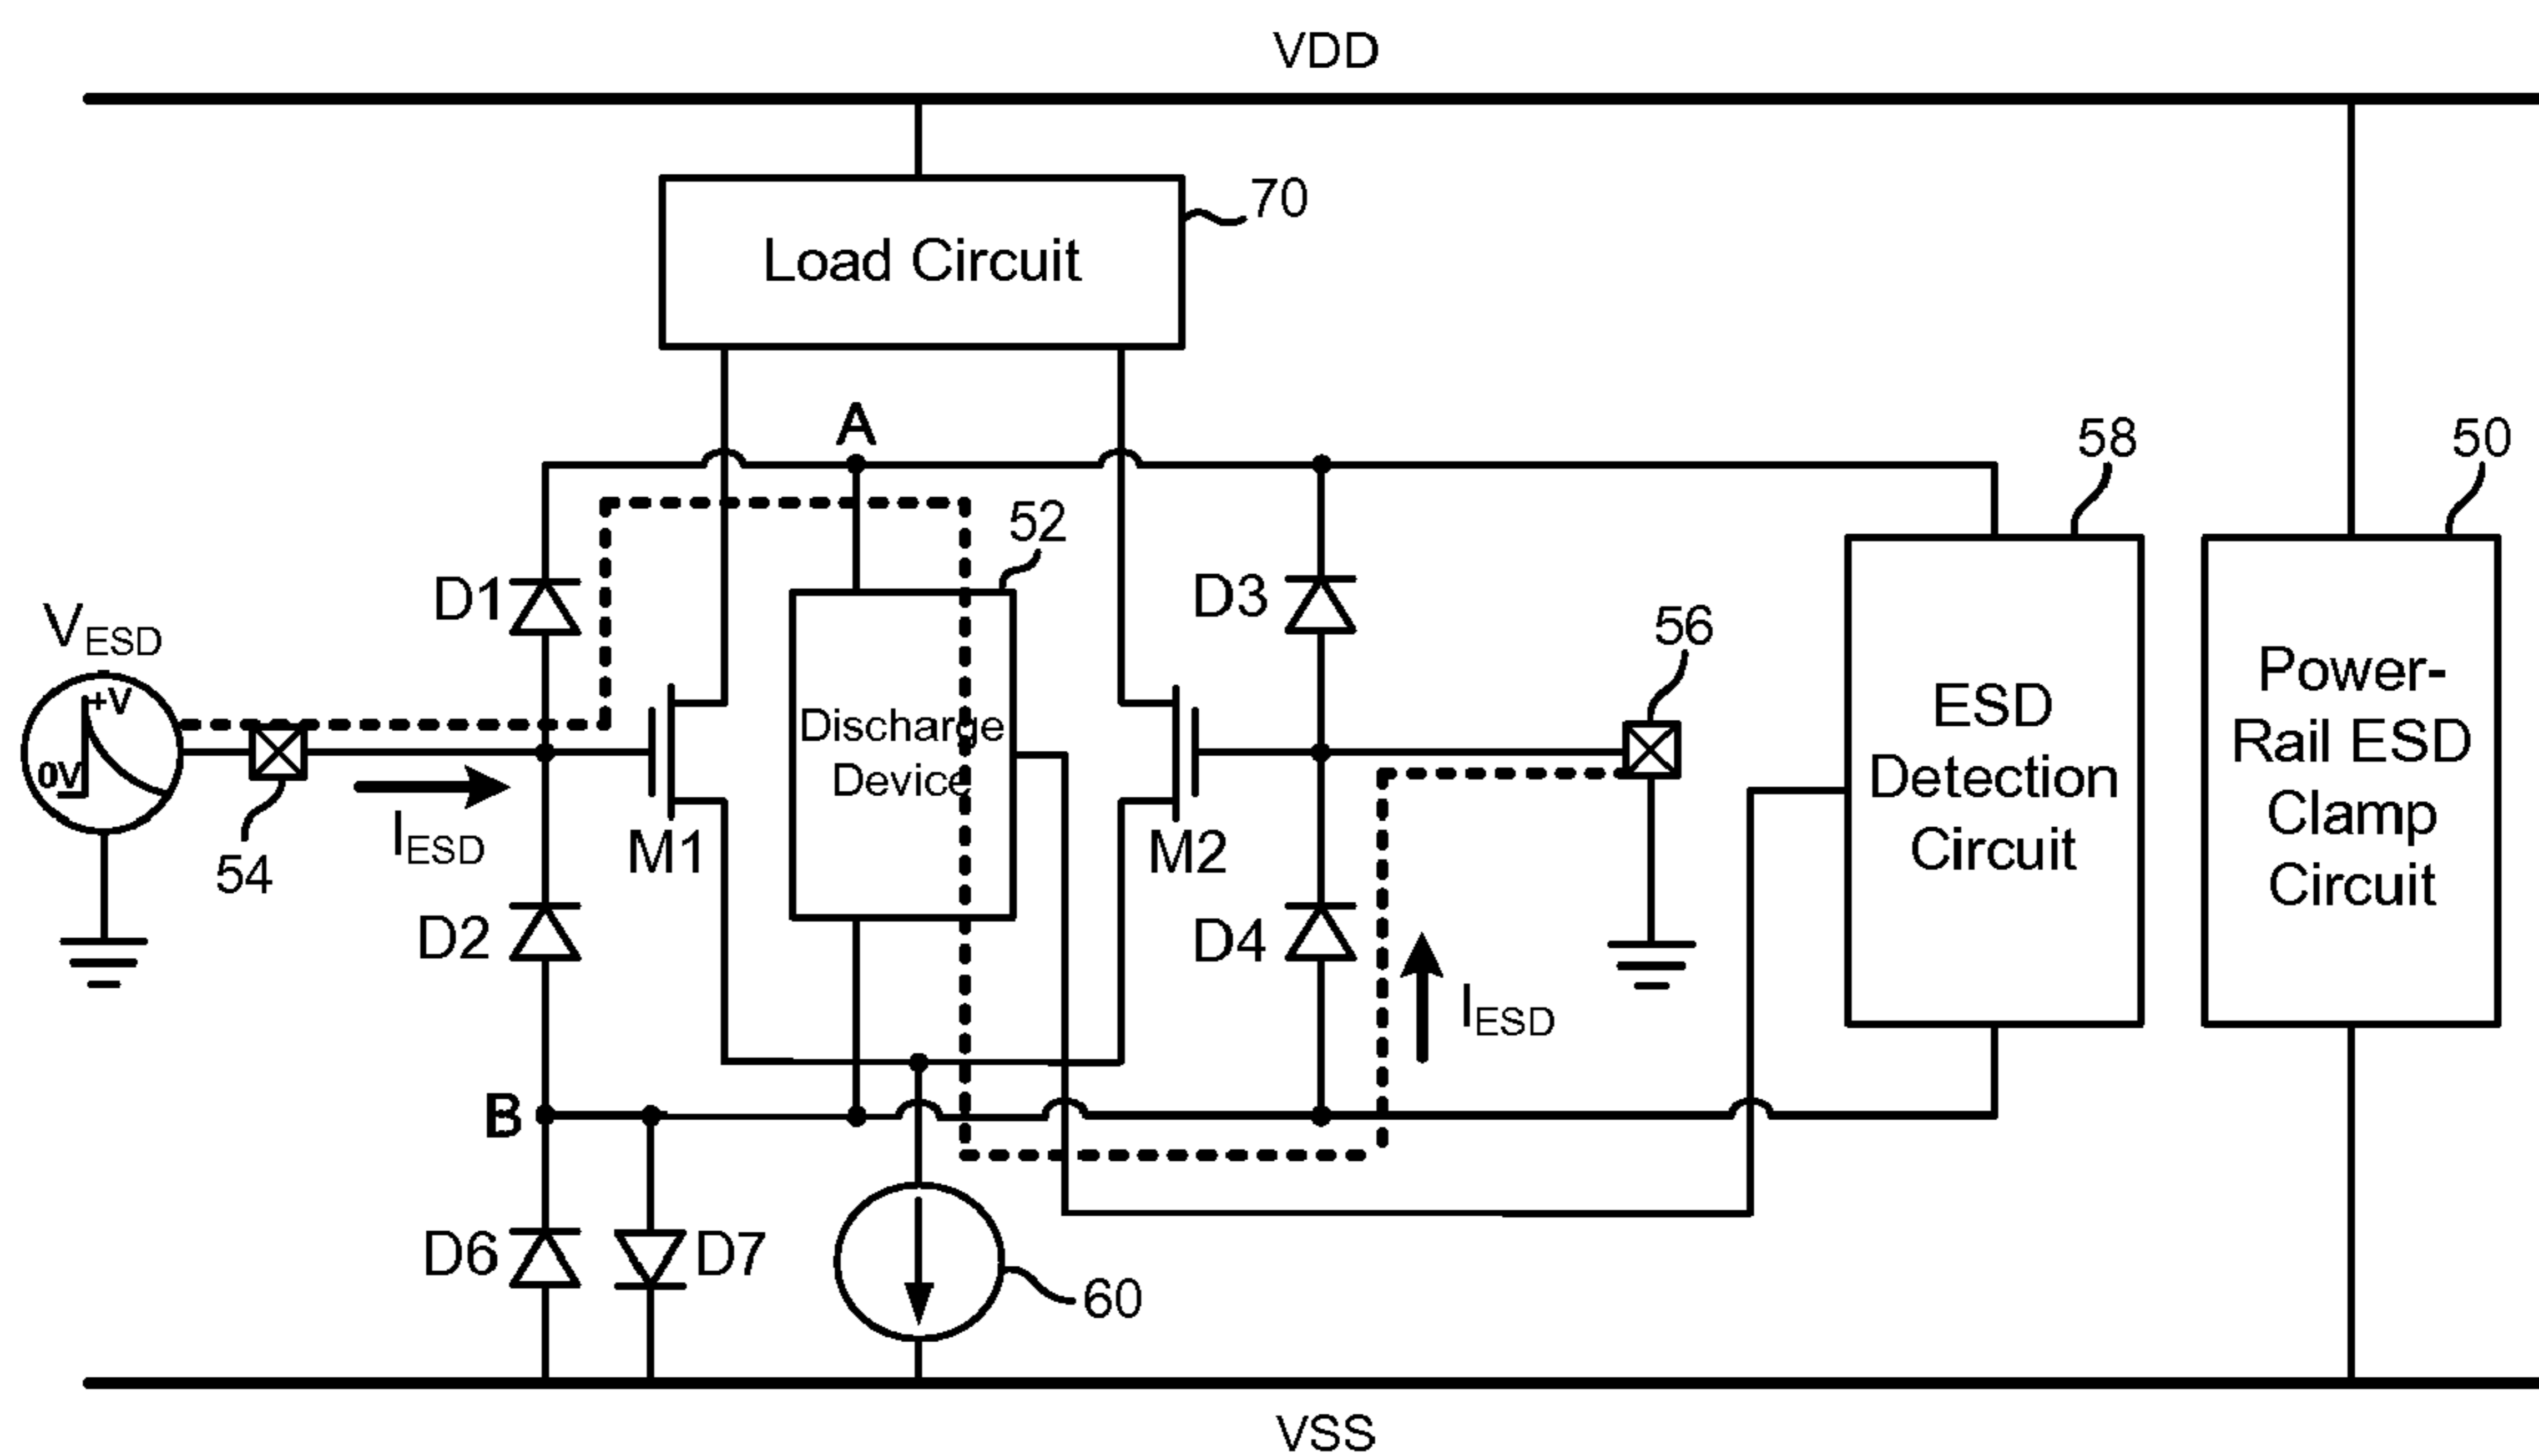 VDD
70
Load Circuit
A
58
50
52
D1
D3
VESD
+V
0V
56
Discharge
Device
ESD
Detection
Circuit
Power-
Rail ESD
Clamp
Circuit
54
IESD
M1
M2
D2
D4
IESD
B
D6
D7
60
VSS